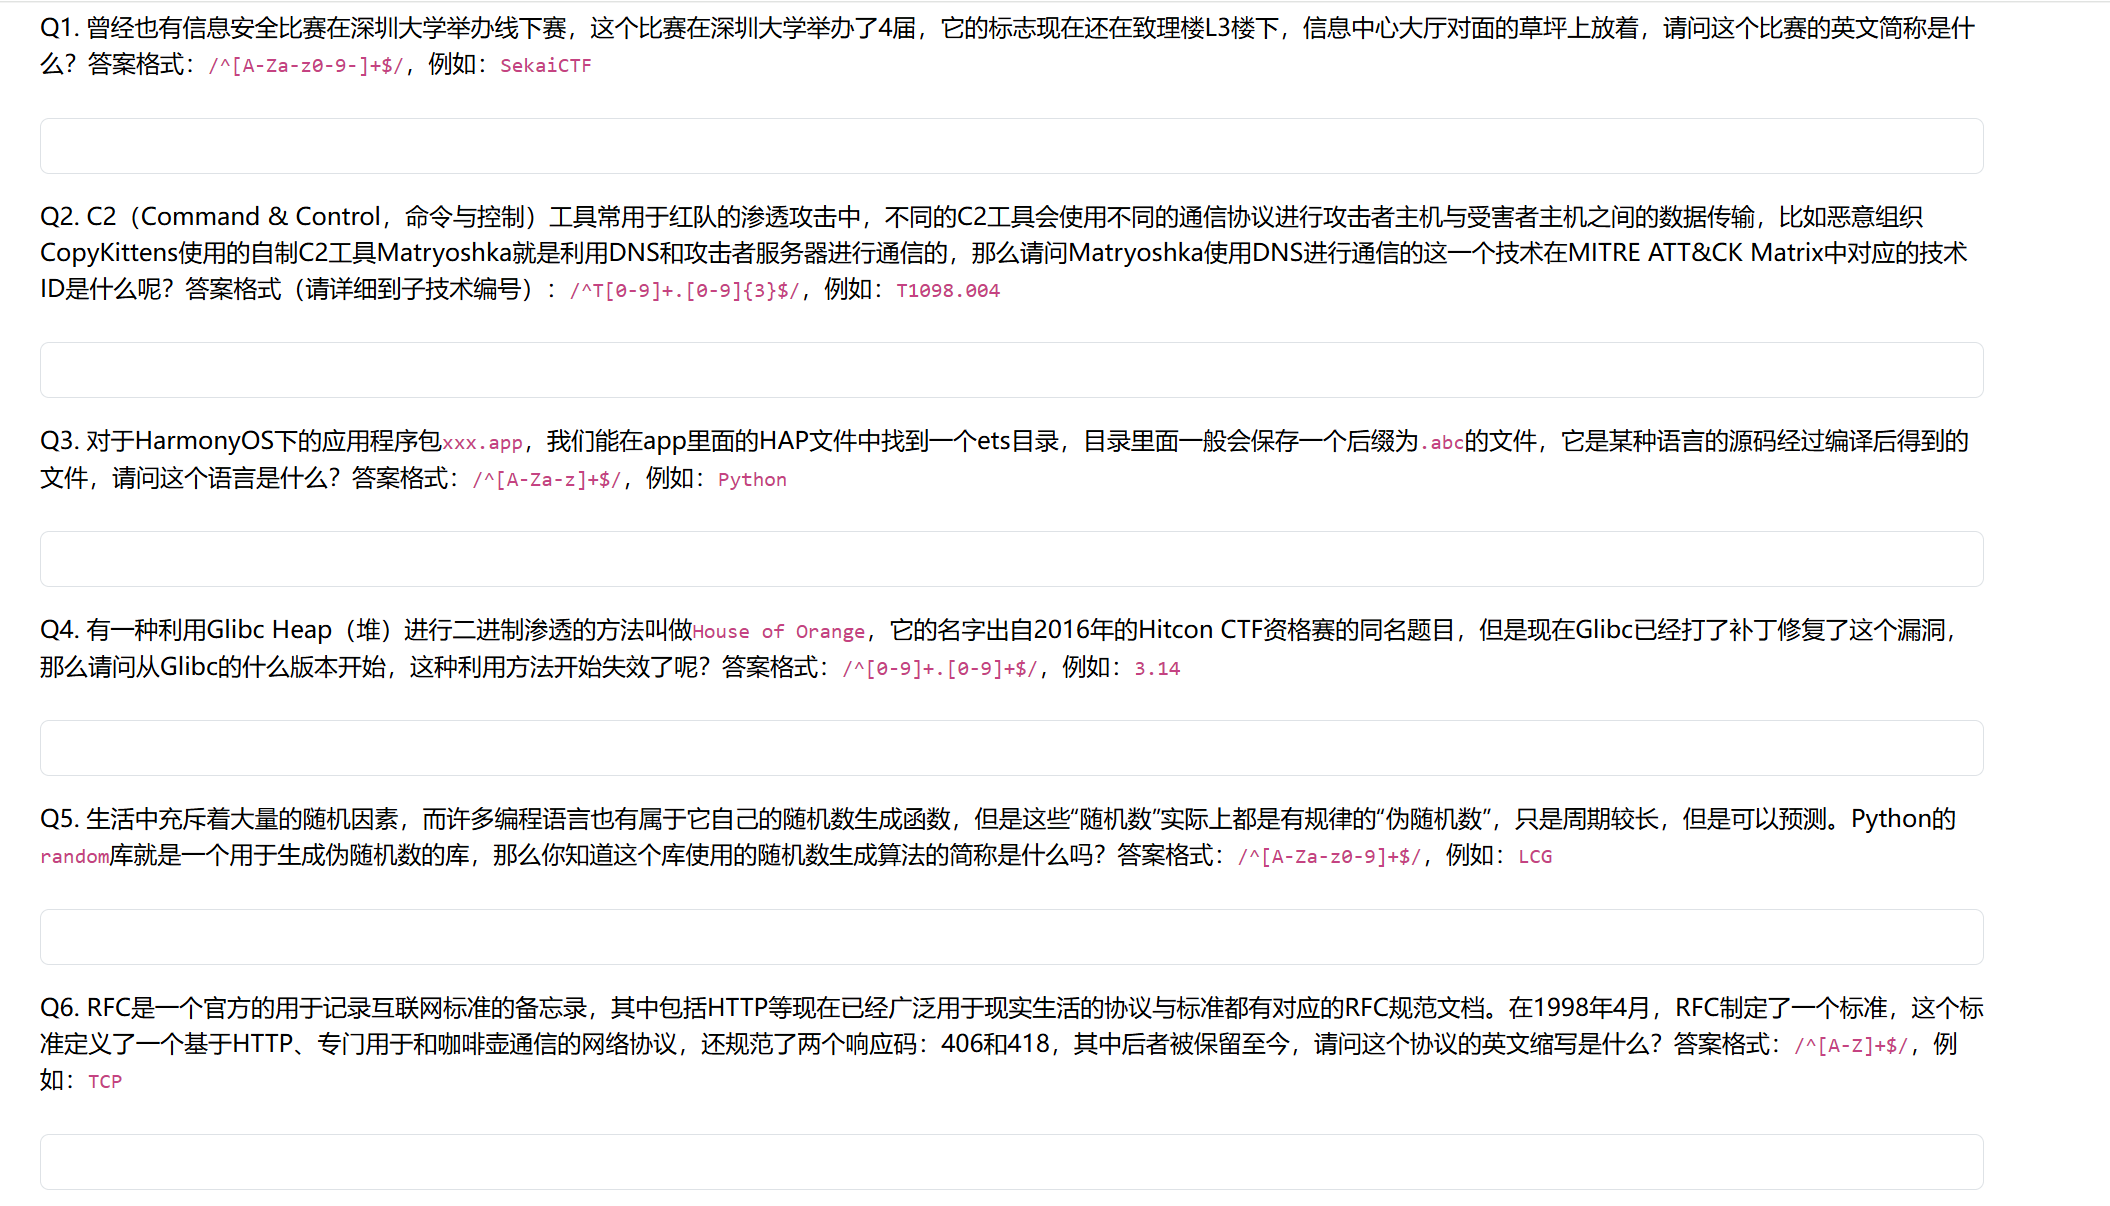 Q1. 曾经也有信息安全比赛在深圳大学举办线下赛，这个比赛在深圳大学举办了4届，它的标志现在还在致理楼L3楼下，信息中心大厅对面的草坪上放着，请问这个比赛的英文简称是什
么？答案格式：/^[A-Za-z0-9-]+$/，例如：SekaiCTF
Q2. C2（Command & Control，命令与控制）工具常用于红队的渗透攻击中，不同的C2工具会使用不同的通信协议进行攻击者主机与受害者主机之间的数据传输，比如恶意组织
CopyKittens使用的自制C2工具Matryoshka就是利用DNS和攻击者服务器进行通信的，那么请问Matryoshka使用DNS进行通信的这一个技术在MITRE ATT&CK Matrix中对应的技术
ID是什么呢？答案格式（请详细到子技术编号）：/^T[0-9]+.[0-9]{3}$/，例如：T1098.004
Q3. 对于HarmonyOS下的应用程序包xxx.app，我们能在app里面的HAP文件中找到一个ets目录，目录里面一般会保存一个后缀为.abc的文件，它是某种语言的源码经过编译后得到的
文件，请问这个语言是什么？答案格式：/^[A-Za-z]+$/，例如：Python
Q4. 有一种利用Glibc Heap（堆）进行二进制渗透的方法叫做House of Orange，它的名字出自2016年的Hitcon CTF资格赛的同名题目，但是现在Glibc已经打了补丁修复了这个漏洞，
那么请问从Glibc的什么版本开始，这种利用方法开始失效了呢？答案格式：/^[0-9]+.[0-9]+$/，例如：3.14
Q5. 生活中充斥着大量的随机因素，而许多编程语言也有属于它自己的随机数生成函数，但是这些“随机数”实际上都是有规律的“伪随机数”，只是周期较长，但是可以预测。Python的
random库就是一个用于生成伪随机数的库，那么你知道这个库使用的随机数生成算法的简称是什么吗？答案格式：/^[A-Za-z0-9]+$/，例如：LCG
Q6. RFC是一个官方的用于记录互联网标准的备忘录，其中包括HTTP等现在已经广泛用于现实生活的协议与标准都有对应的RFC规范文档。在1998年4月，RFC制定了一个标准，这个标
准定义了一个基于HTTP、专门用于和咖啡壶通信的网络协议，还规范了两个响应码：406和418，其中后者被保留至今，请问这个协议的英文缩写是什么？答案格式：/^[A-Z]+$/，例
如：TCP